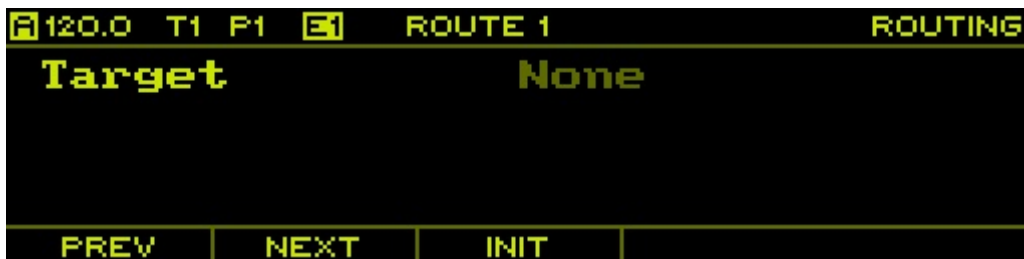 A 120.0 T1 P1 E1 ROUTE 1 ROUTING
Target None
PREV NEXT INIT